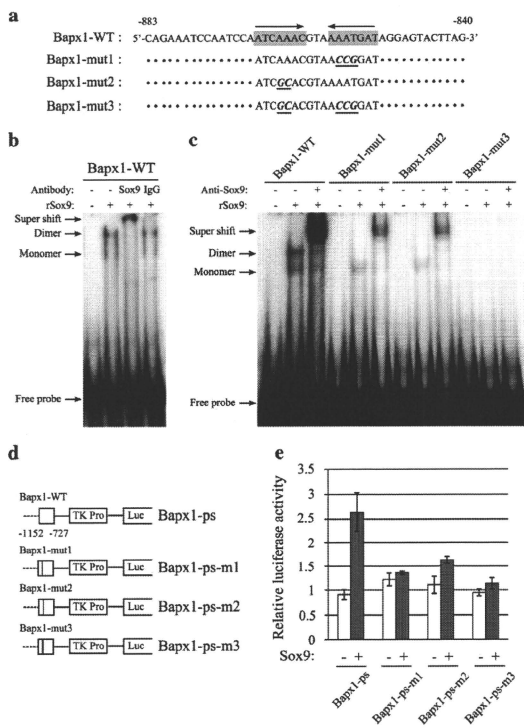 a
-883 -840
Bapx1-WT : 5'-CAGAAATCCAATCCAATCAAACGTAAAATGATAGGAGTACTTAG-3'
Bapx1-mut1 : ATCAAACGTAACCGGAT
Bapx1-mut2 : ATCGCACGTAAAATGAT
Bapx1-mut3 : ATCGCACGTAACCGGAT
b
Bapx1-WT
Antibody: - - Sox9 IgG
rSox9: - + + +
Super shift
Dimer
Monomer
Free probe
c
Bapx1-WT Bapx1-mut1 Bapx1-mut2 Bapx1-mut3
Anti-Sox9: - - + - - + - - + - - +
rSox9: - + + - + + - + + - + +
Super shift
Dimer
Monomer
Free probe
d
Bapx1-WT
TK Pro Luc Bapx1-ps
-1152 -727
Bapx1-mut1
TK Pro Luc Bapx1-ps-m1
Bapx1-mut2
TK Pro Luc Bapx1-ps-m2
Bapx1-mut3
TK Pro Luc Bapx1-ps-m3
e
Relative luciferase activity
3.5
3
2.5
2
1.5
1
0.5
0
Sox9: - + - + - + - +
Bapx1-ps Bapx1-ps-m1 Bapx1-ps-m2 Bapx1-ps-m3